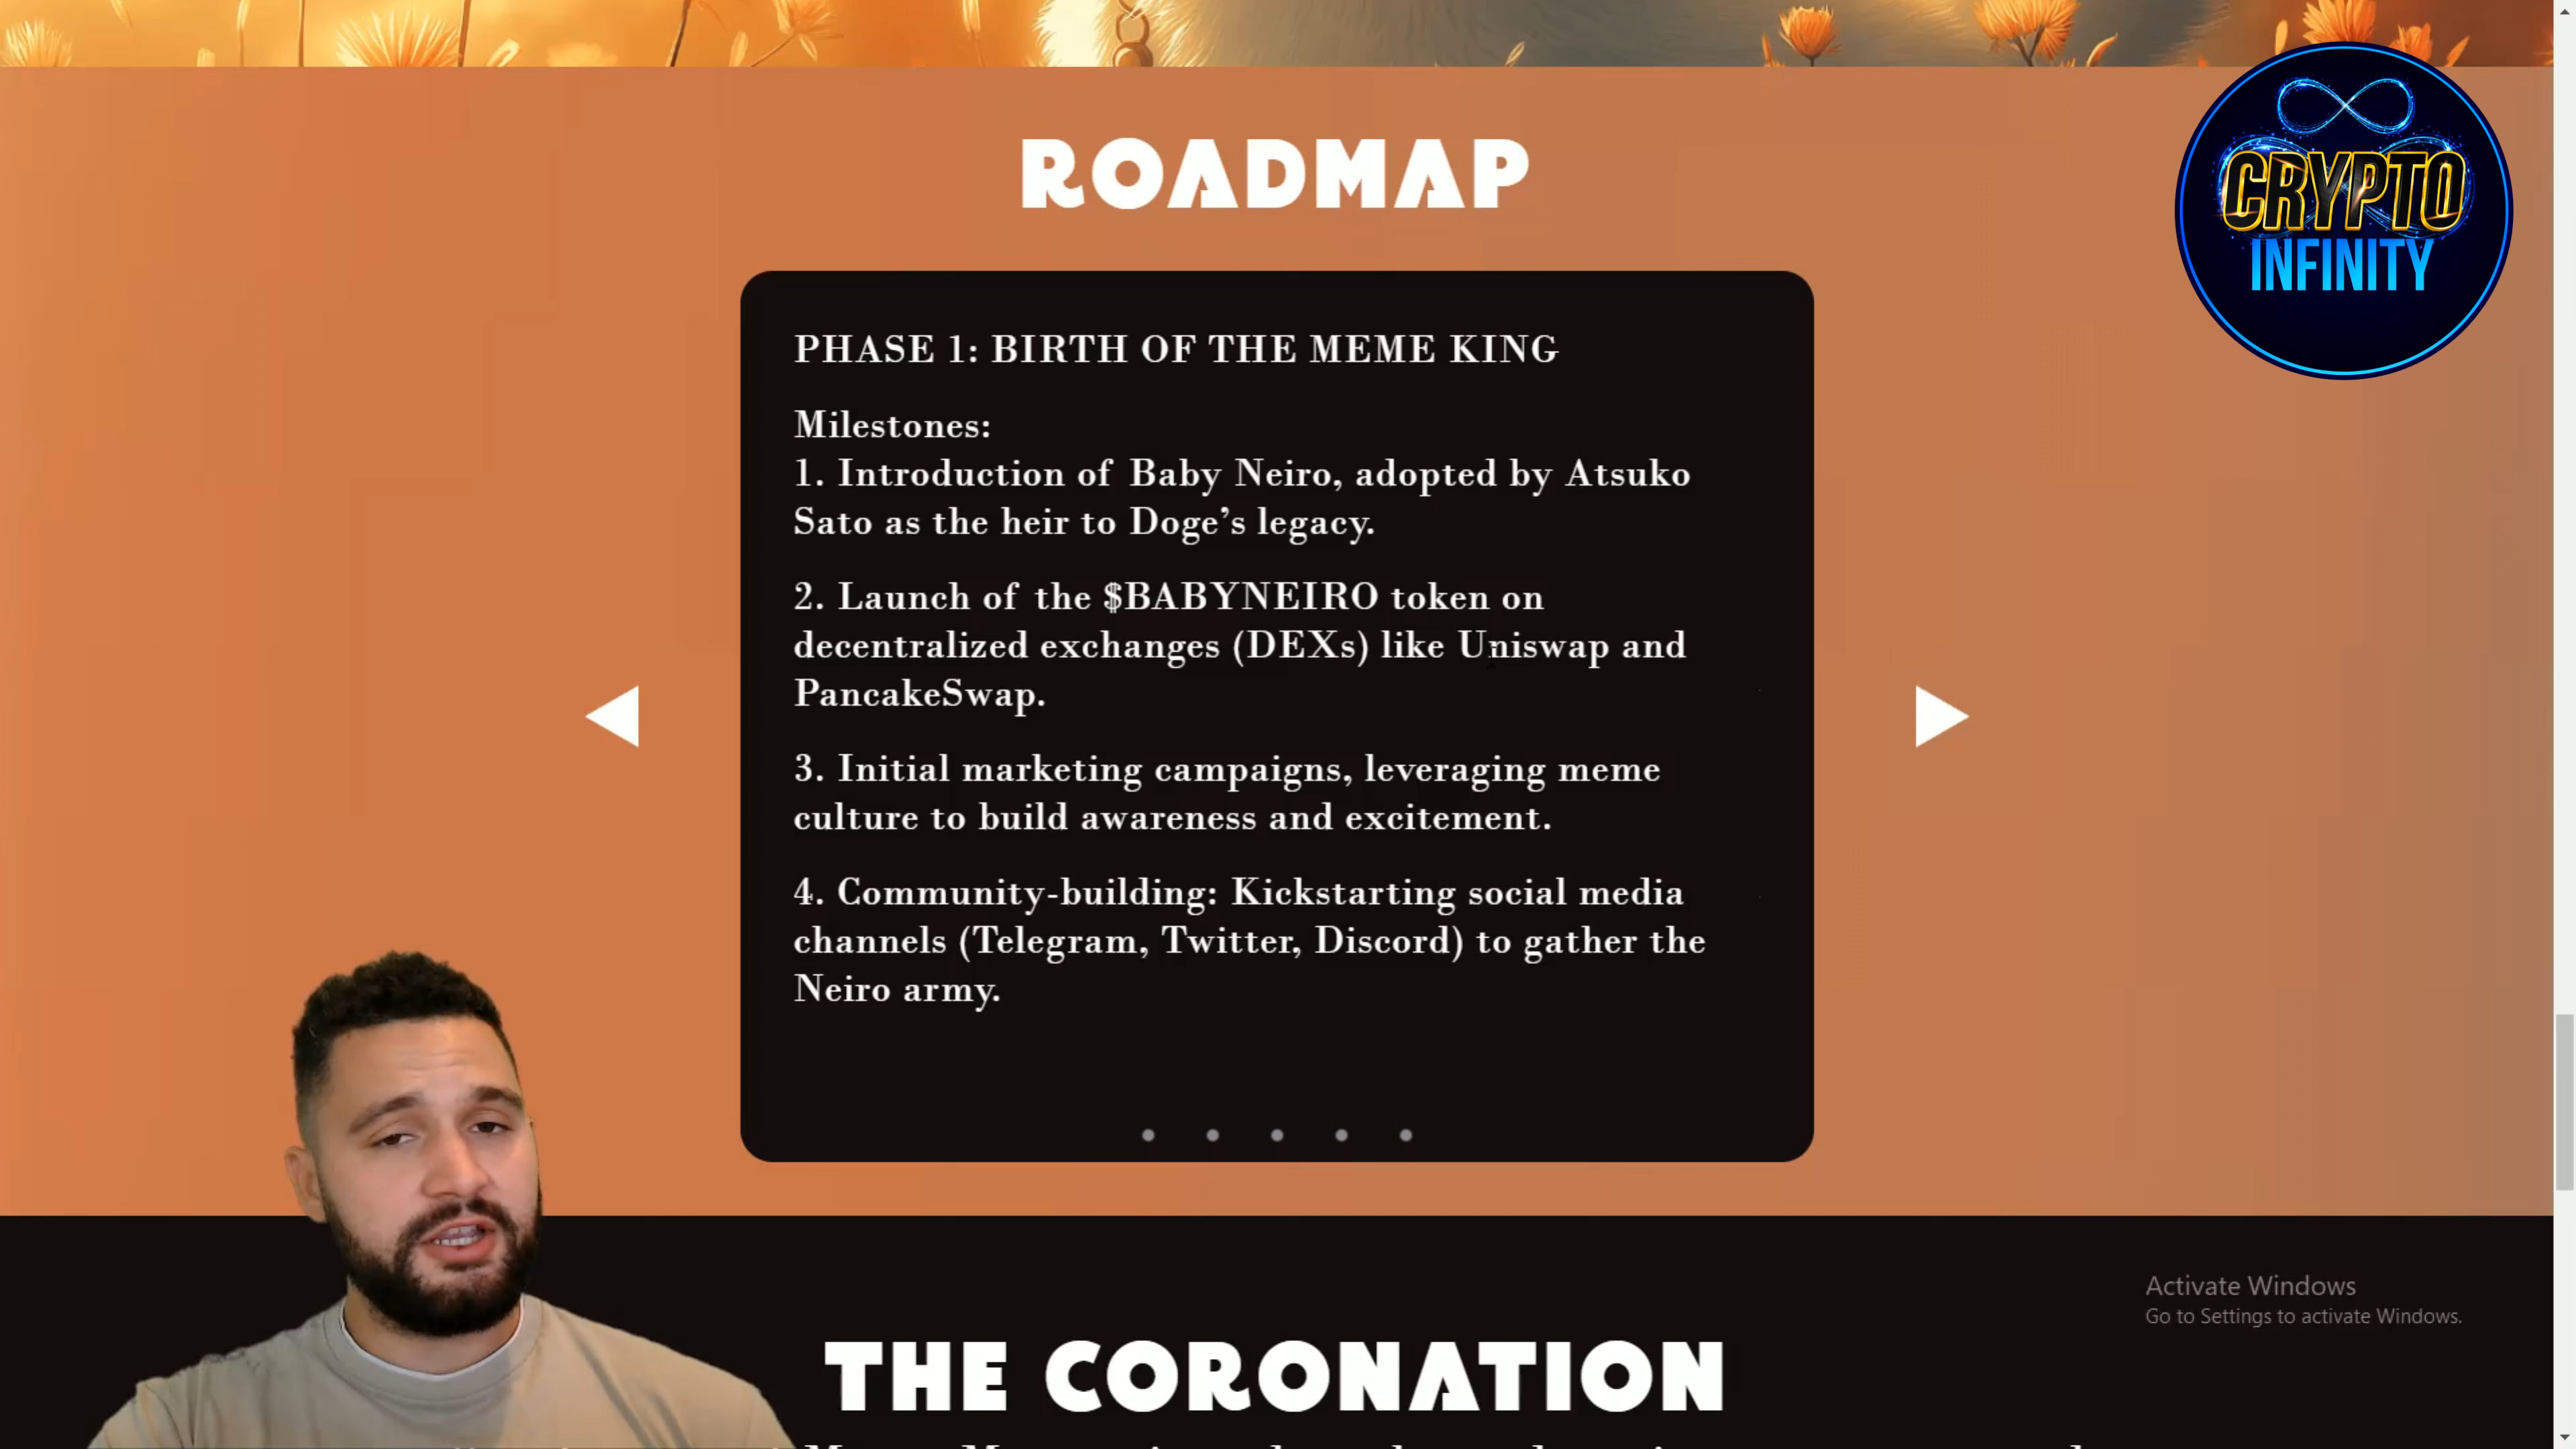 ROADMAP
CRYPTO
INFINITY
PHASE 1: BIRTH OF THE MEME KING
Milestones:
1. Introduction of Baby Neiro, adopted by Atsuko
Sato as the heir to Doge’s legacy.
2. Launch of the $BABYNEIRO token on
decentralized exchanges (DEXs) like Uniswap and
PancakeSwap.
3. Initial marketing campaigns, leveraging meme
culture to build awareness and excitement.
4. Community-building: Kickstarting social media
channels (Telegram, Twitter, Discord) to gather the
Neiro army.
Activate Windows
Go to Settings to activate Windows.
THE CORONATION